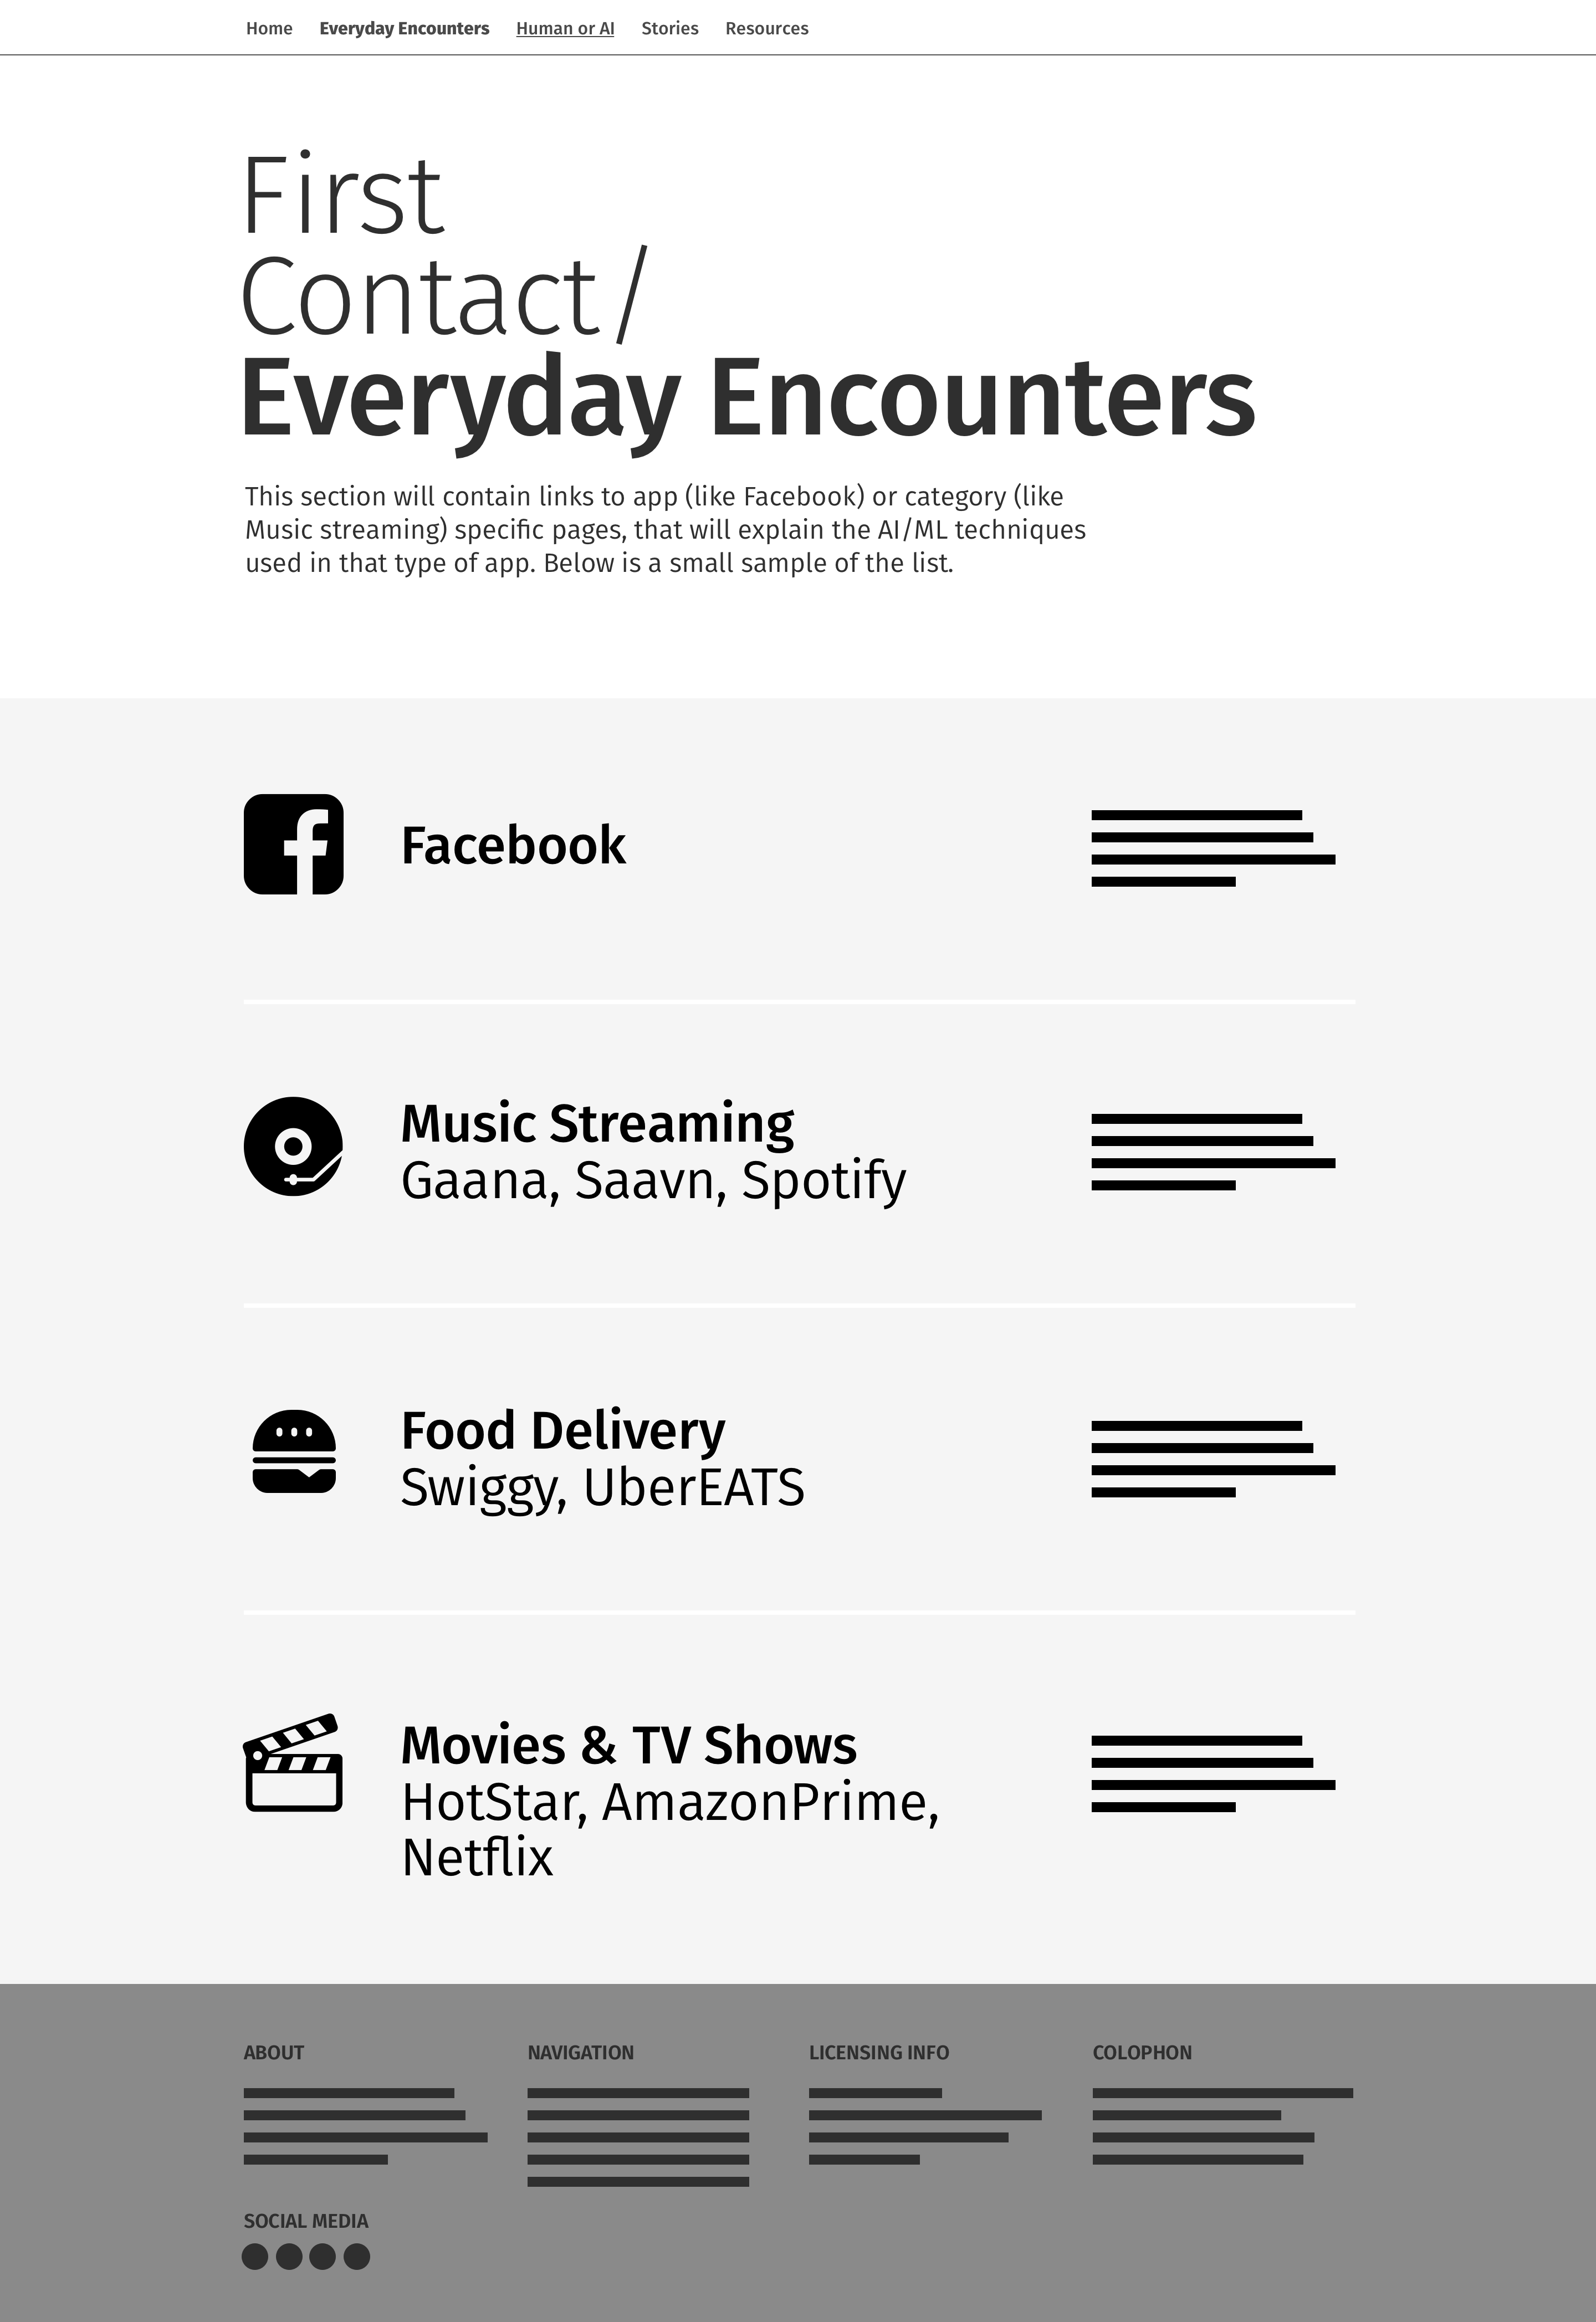 Home Everyday Encounters Human or AI Stories Resources
First
Contact/
Everyday Encounters
This section will contain links to app (like Facebook) or category (like
Music streaming) specific pages, that will explain the AI/ML techniques
used in that type of app. Below is a small sample of the list.
Facebook
Music Streaming
Gaana, Saavn, Spotify
Food Delivery
Swiggy, UberEATS
Movies & TV Shows
HotStar, AmazonPrime,
Netflix
ABOUT NAVIGATION LICENSING INFO COLOPHON
SOCIAL MEDIA